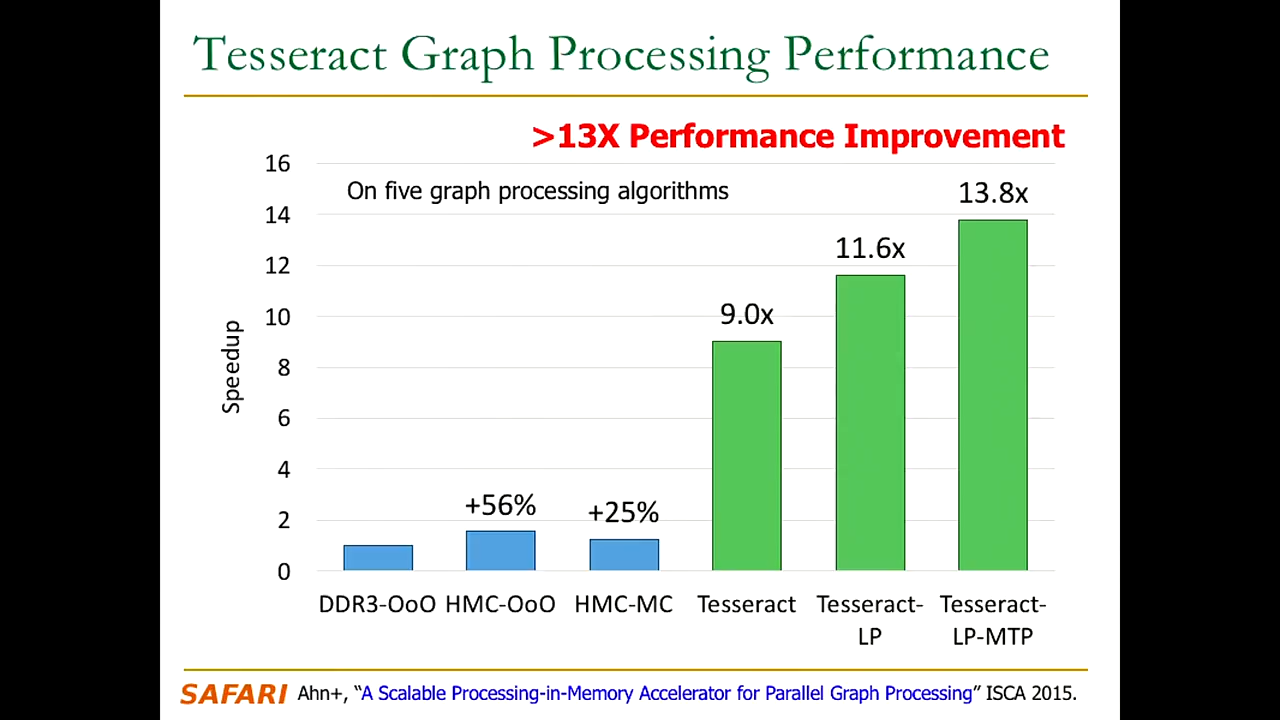 Tesseract Graph Processing Performance
>13X Performance Improvement
On five graph processing algorithms
16
14
12
10
8
6
4
2
0
Speedup
+56%
+25%
9.0x
11.6x
13.8x
DDR3-OoO HMC-OoO HMC-MC Tesseract Tesseract- Tesseract-
LP LP-MTP
SAFARI Ahn+, “A Scalable Processing-in-Memory Accelerator for Parallel Graph Processing” ISCA 2015.